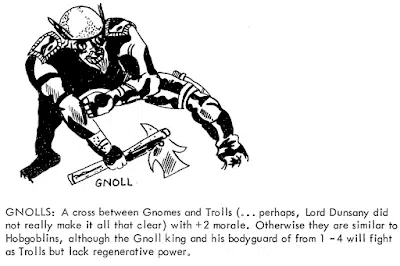 GNOLL
GNOLLS: A cross between Gnomes and Trolls (... perhaps, Lord Dunsany did
not really make it all that clear) with +2 morale. Otherwise they are similar to
Hobgoblins, although the Gnoll king and his bodyguard of from 1 -4 will fight
as Trolls but lack regenerative power.